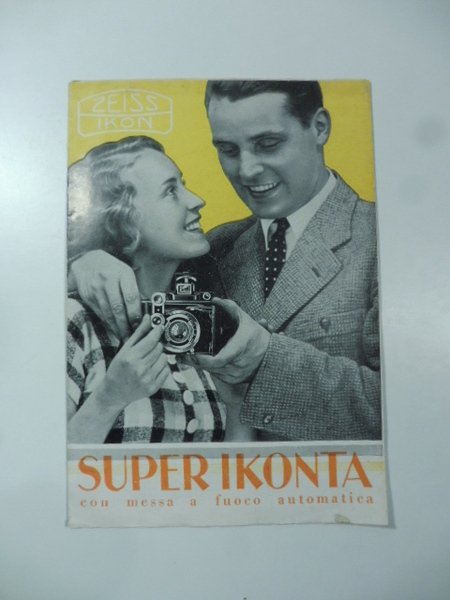 ZEISS
IKON
SUPER IKONTA
con messa a fuoco automatica